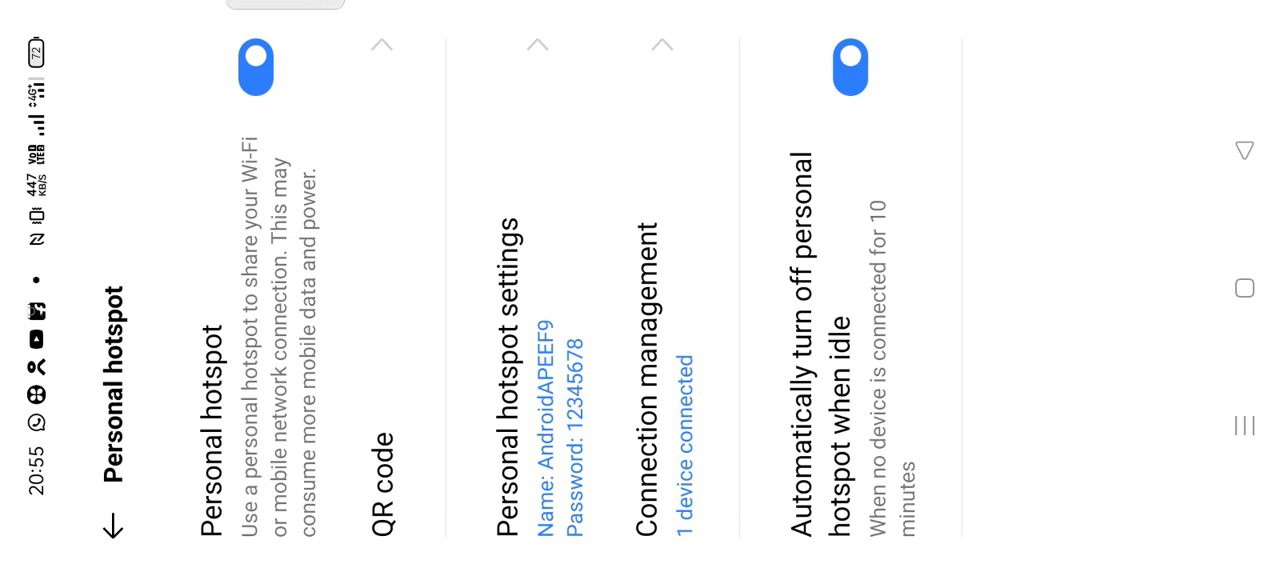 20:55 447 KB/S VoD LTEB 4G+ 72
Personal hotspot
Personal hotspot
Use a personal hotspot to share your Wi-Fi
or mobile network connection. This may
consume more mobile data and power.
QR code
Personal hotspot settings
Name: AndroidAPEEF9
Password: 12345678
Connection management
1 device connected
Automatically turn off personal
hotspot when idle
When no device is connected for 10
minutes